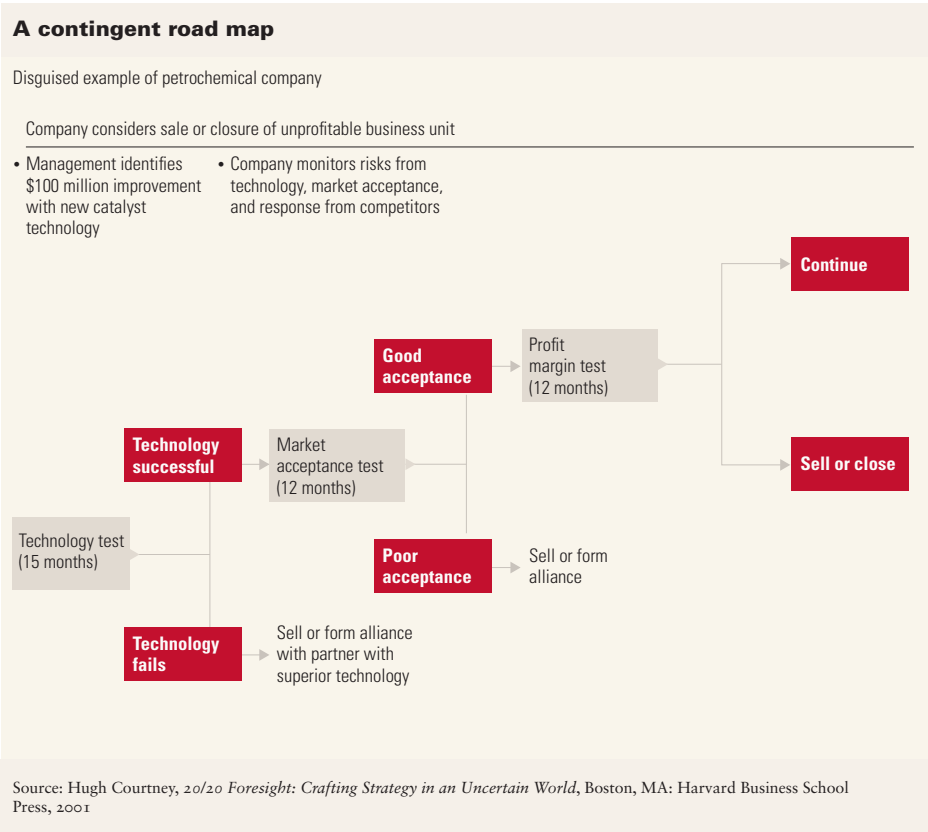 A contingent road map
Disguised example of petrochemical company
Company considers sale or closure of unprofitable business unit
• Management identifies
$100 million improvement
with new catalyst
technology
• Company monitors risks from
technology, market acceptance,
and response from competitors
Continue
Good
acceptance
Profit
margin test
(12 months)
Technology
successful
Market
acceptance test
(12 months)
Sell or close
Technology test
(15 months)
Poor
acceptance
Sell or form
alliance
Technology
fails
Sell or form alliance
with partner with
superior technology
Source: Hugh Courtney, 20/20 Foresight: Crafting Strategy in an Uncertain World, Boston, MA: Harvard Business School
Press, 2001